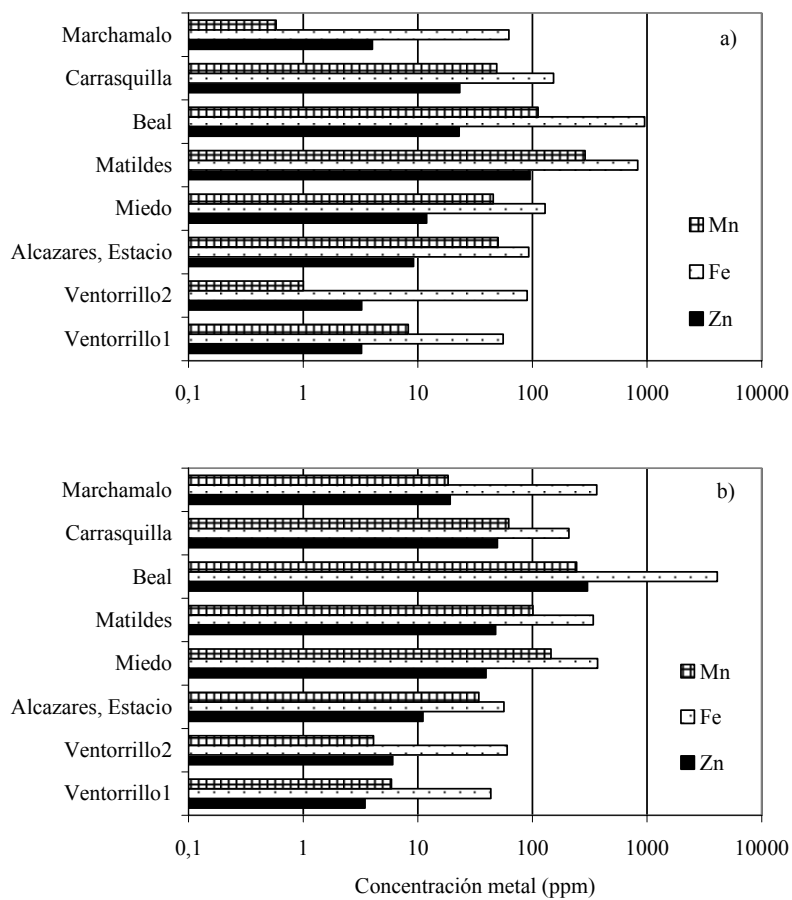 a)
Marchamalo
Carrasquilla
Beal
Matildes
Miedo
Alcazares, Estacio
Ventorrillo2
Ventorrillo1
Mn
Fe
Zn
0,1 1 10 100 1000 10000
b)
Marchamalo
Carrasquilla
Beal
Matildes
Miedo
Alcazares, Estacio
Ventorrillo2
Ventorrillo1
Mn
Fe
Zn
0,1 1 10 100 1000 10000
Concentración metal (ppm)